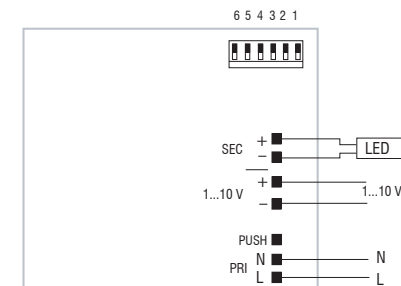 6 5 4 3 2 1
SEC + LED
−
1...10 V + 1...10 V
−
PUSH
PRI N N
L L